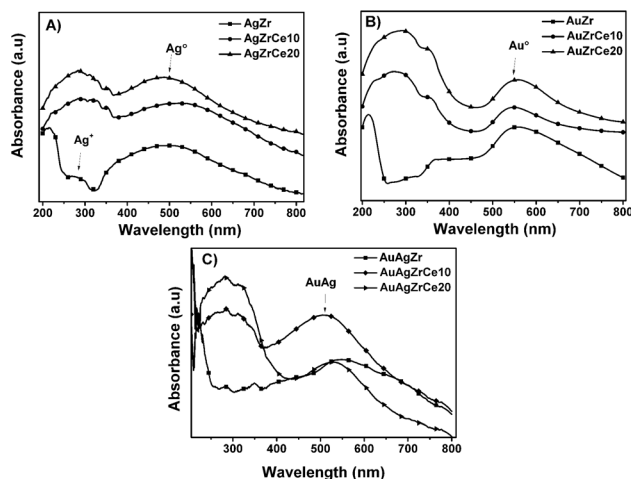 A)
AgZr
AgZrCe10
AgZrCe20
Ag°
Ag⁺
Absorbance (a.u)
200 300 400 500 600 700 800
Wavelength (nm)
B)
AuZr
AuZrCe10
AuZrCe20
Au°
Absorbance (a.u)
200 300 400 500 600 700 800
Wavelength (nm)
C)
AuAgZr
AuAgZrCe10
AuAgZrCe20
AuAg
Absorbance (a.u)
300 400 500 600 700 800
Wavelength (nm)